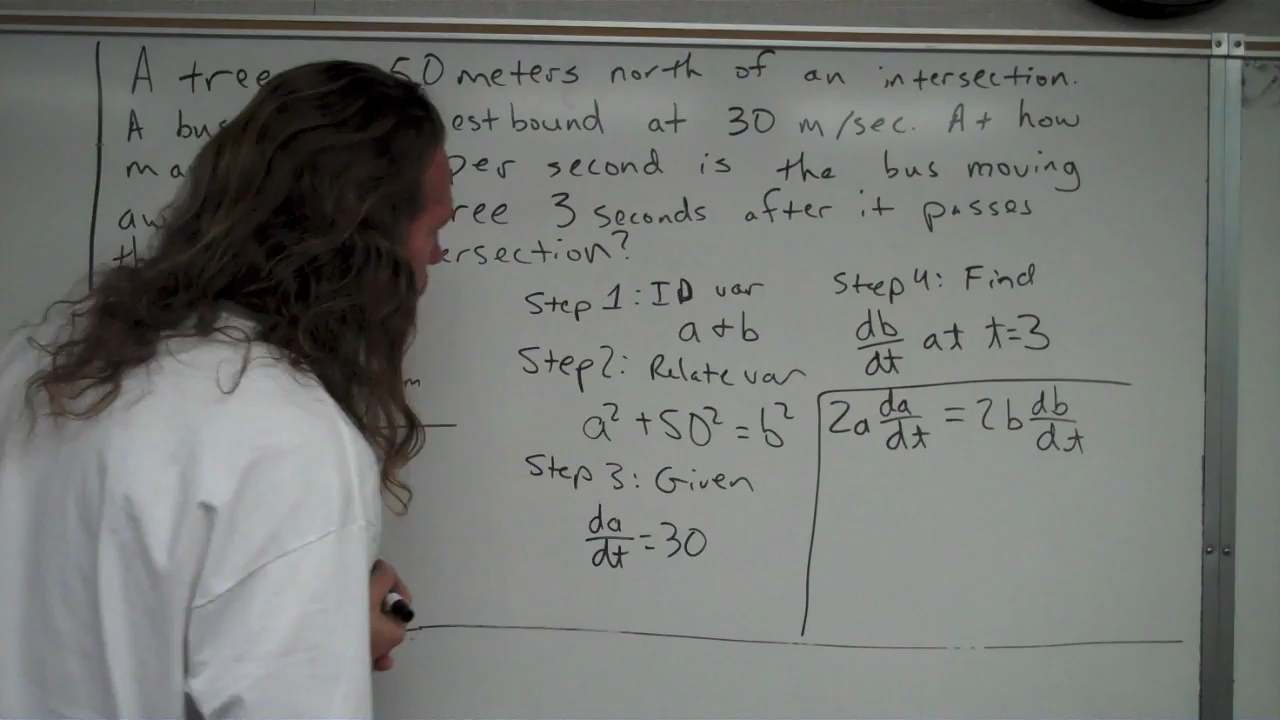 A tree 50 meters north of an intersection.
A bus estbound at 30 m/sec. At how
ma per second is the bus moving
aw ree 3 seconds after it passes
th ersection?
Step 1: ID var
a + b
Step 2: Relate var
a² + 50² = b²
Step 3: Given
da/dt = 30
Step 4: Find
db/dt at t=3
2a da/dt = 2b db/dt
m